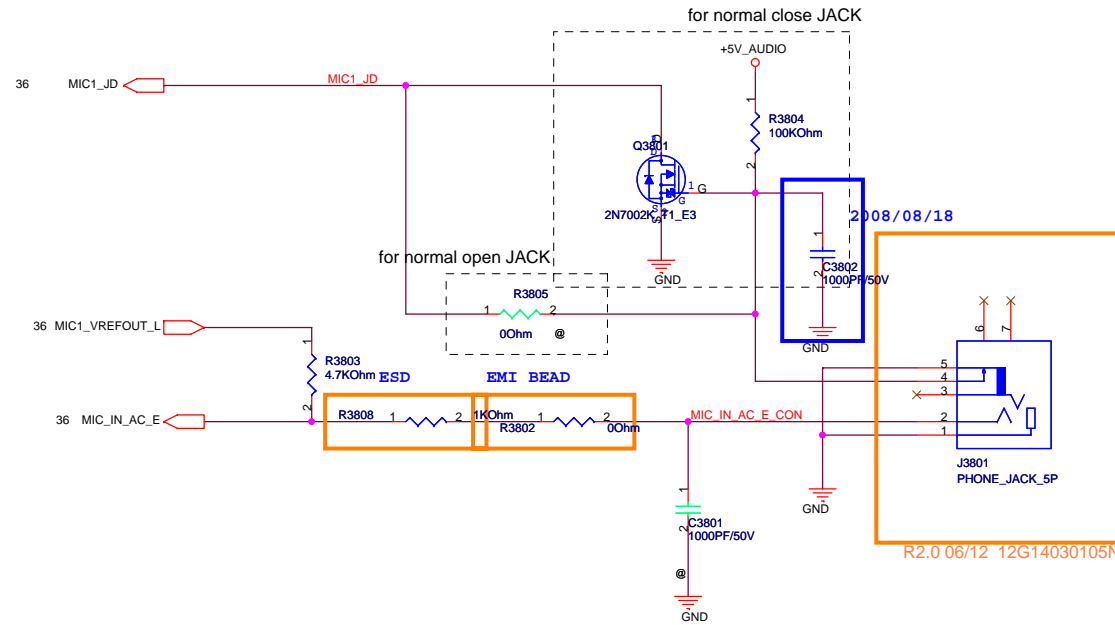 for normal close JACK
+5V_AUDIO
36 MIC1_JD
MIC1_JD
1
R3804
100KOhm
2
D
Q3801
1
G
G
S
S
2N7002K_T1_E3
2008/08/18
1
C3802
1000PF/50V
2
GND
GND
for normal open JACK
R3805
1
2
0Ohm
@
36 MIC1_VREFOUT_L
1
R3803
4.7KOhm
2
ESD
EMI BEAD
36 MIC_IN_AC_E
R3808
1
2
1KOhm
R3802
1
2
0Ohm
MIC_IN_AC_E_CON
6
7
5
4
3
2
1
J3801
PHONE_JACK_5P
GND
1
C3801
1000PF/50V
2
@
GND
R2.0 06/12 12G14030105N